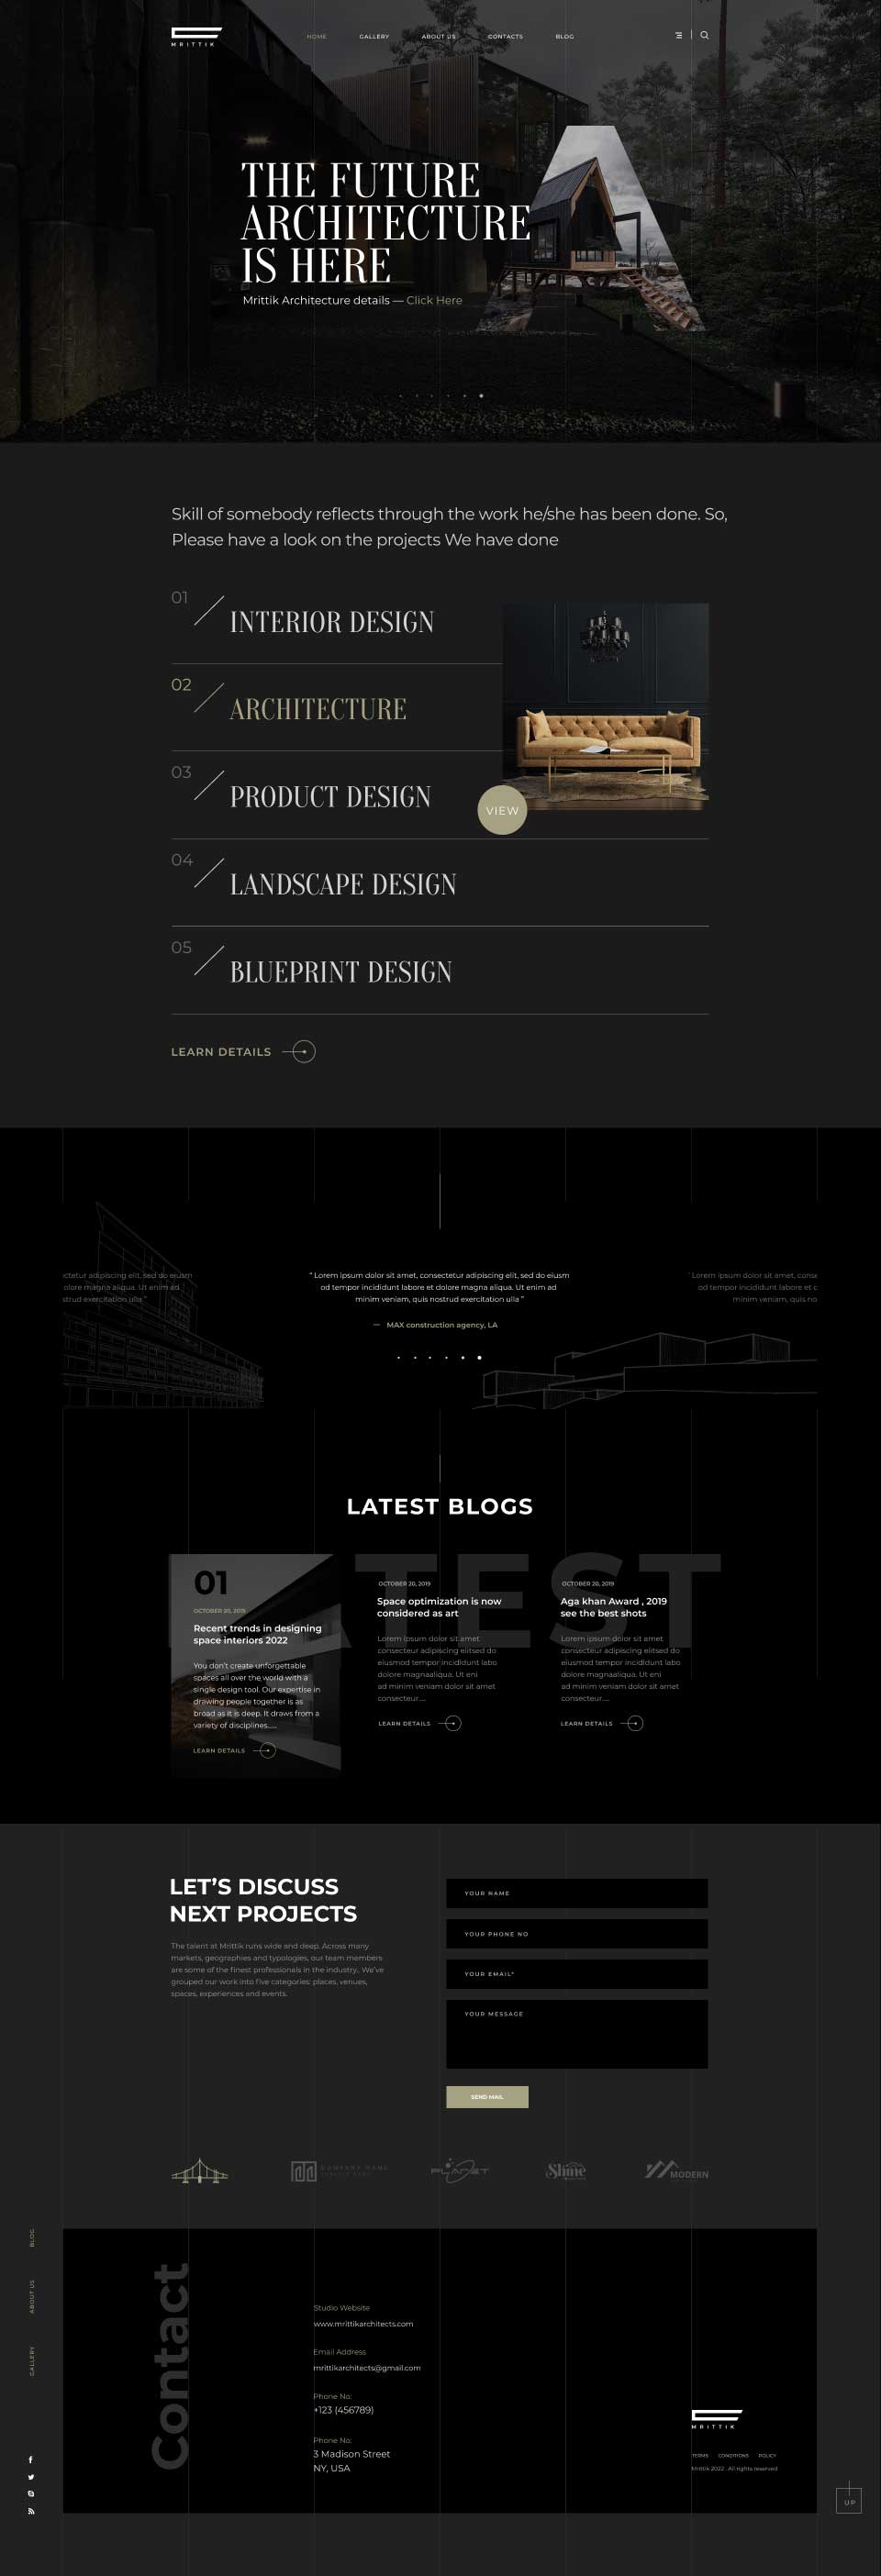 MRITTIK
HOME GALLERY ABOUT US CONTACTS BLOG
THE FUTURE
ARCHITECTURE
IS HERE
Mrittik Architecture details — Click Here
Skill of somebody reflects through the work he/she has been done. So,
Please have a look on the projects We have done
01 INTERIOR DESIGN
02 ARCHITECTURE
03 PRODUCT DESIGN
VIEW
04 LANDSCAPE DESIGN
05 BLUEPRINT DESIGN
LEARN DETAILS
ctetur adipiscing elit, sed do eiusm
olore magna aliqua. Ut enim ad
strud exercitation ulla "
" Lorem ipsum dolor sit amet, consectetur adipiscing elit, sed do eiusm
od tempor incididunt labore et dolore magna aliqua. Ut enim ad
minim veniam, quis nostrud exercitation ulla "
— MAX construction agency, LA
" Lorem ipsum dolor sit amet, conse
od tempor incididunt labore et c
minim veniam, quis no
LATEST BLOGS
ATEST
01
OCTOBER 20, 2019
Recent trends in designing
space interiors 2022
You don't create unforgettable
spaces all over the world with a
single design tool. Our expertise in
drawing people together is as
broad as it is deep. It draws from a
variety of disciplines.....
LEARN DETAILS
OCTOBER 20, 2019
Space optimization is now
considered as art
Lorem ipsum dolor sit amet
consecteur adipiscing elitsed do
eiusmod tempor incididunt labo
dolore magnaaliqua. Ut eni
ad minim veniam dolor sit amet
consecteur....
LEARN DETAILS
OCTOBER 20, 2019
Aga khan Award , 2019
see the best shots
Lorem ipsum dolor sit amet
consecteur adipiscing elitsed do
eiusmod tempor incididunt labo
dolore magnaaliqua. Ut eni
ad minim veniam dolor sit amet
consecteur....
LEARN DETAILS
LET'S DISCUSS
NEXT PROJECTS
The talent at Mrittik runs wide and deep. Across many
markets, geographies and typologies, our team members
are some of the finest professionals in the industry.. We've
grouped our work into five categories: places, venues,
spaces, experiences and events.
YOUR NAME
YOUR PHONE NO
YOUR EMAIL*
YOUR MESSAGE
SEND MAIL
COMPANY NAME
PLANET
Shine
MODERN
BLOG
ABOUT US
GALLERY
Contact
Studio Website
www.mrittikarchitects.com
Email Address
mrittikarchitects@gmail.com
Phone No:
+123 (456789)
Phone No:
3 Madison Street
NY, USA
MRITTIK
TERMS CONDITIONS POLICY
Mrittik 2022 . All rights reserved
UP